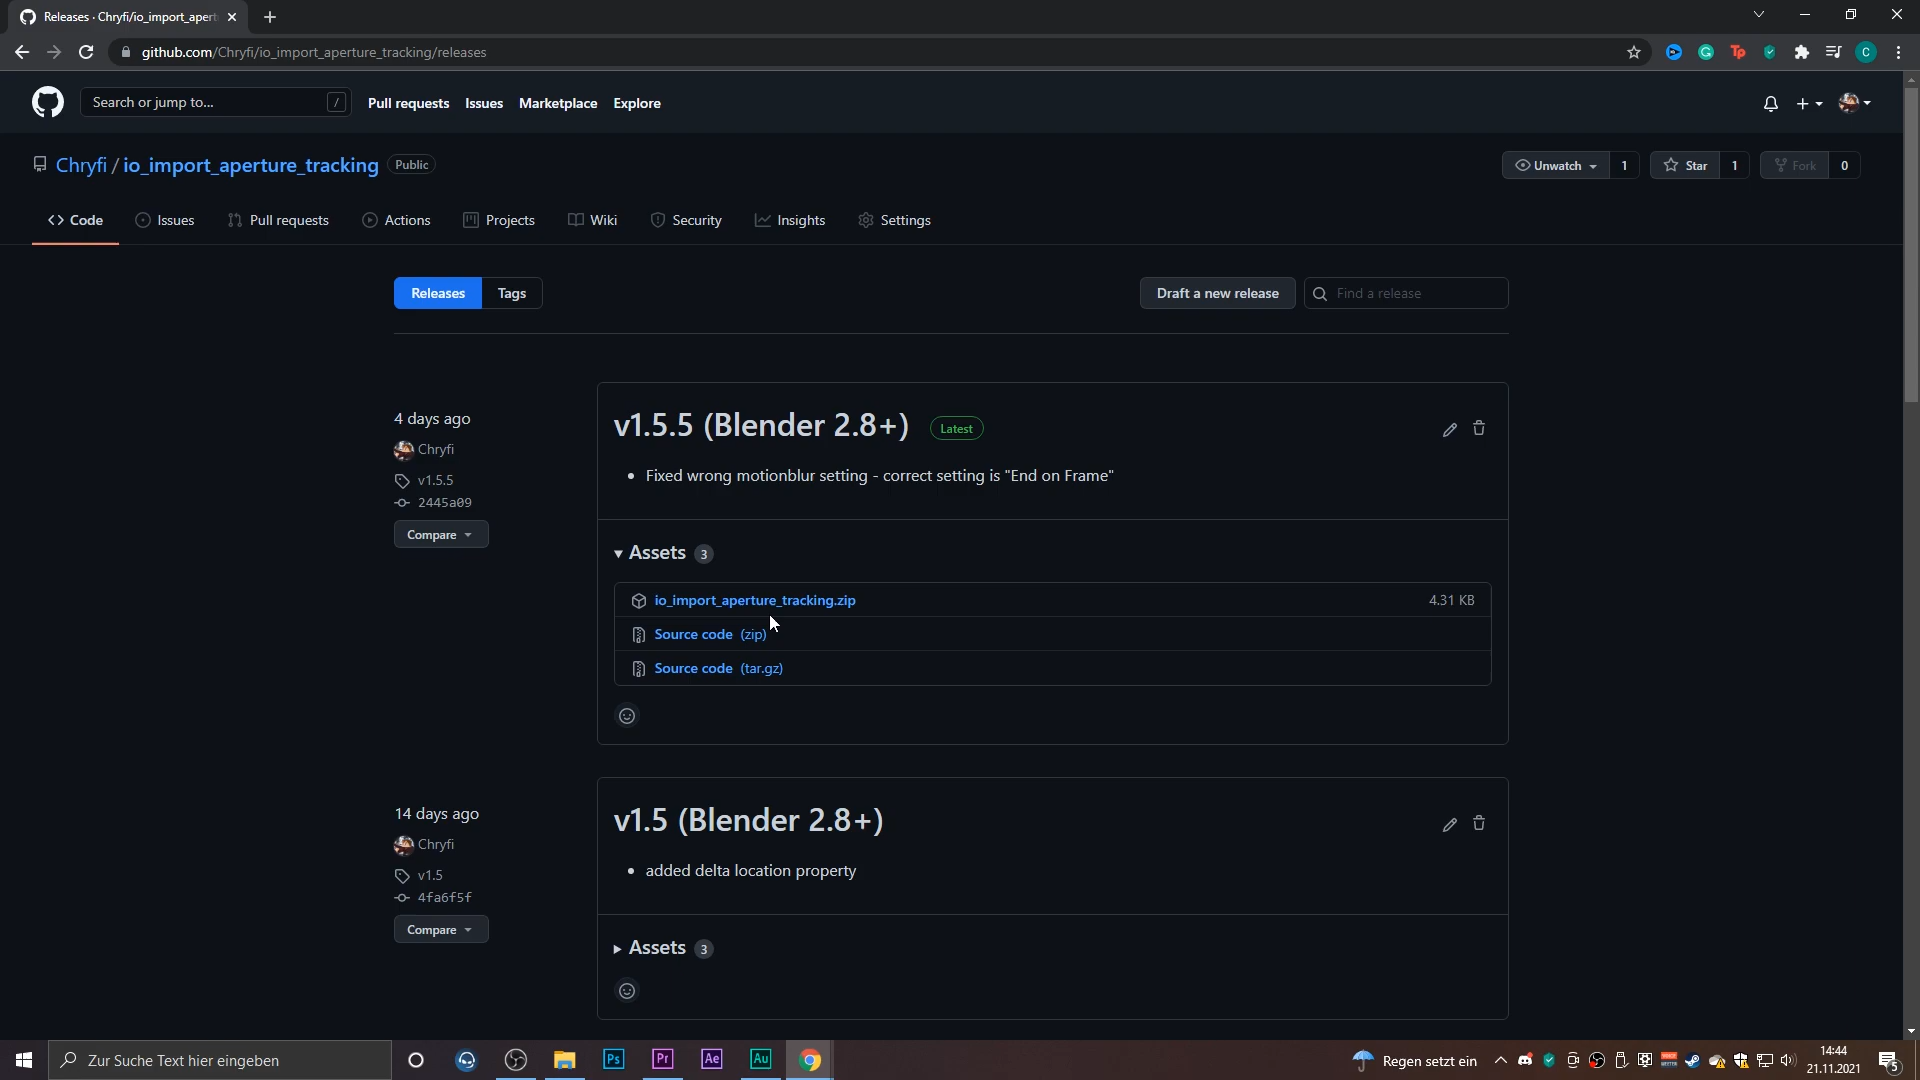 Releases · Chryfi/io_import_apert
github.com/Chryfi/io_import_aperture_tracking/releases
Search or jump to... /
Pull requests Issues Marketplace Explore
Chryfi / io_import_aperture_tracking Public
Unwatch 1 Star 1 Fork 0
Code Issues Pull requests Actions Projects Wiki Security Insights Settings
Releases Tags
Draft a new release Find a release
4 days ago
Chryfi
v1.5.5
2445a09
Compare
v1.5.5 (Blender 2.8+) Latest
• Fixed wrong motionblur setting - correct setting is "End on Frame"
Assets 3
io_import_aperture_tracking.zip 4.31 KB
Source code (zip)
Source code (tar.gz)
14 days ago
Chryfi
v1.5
4fa6f5f
Compare
v1.5 (Blender 2.8+)
• added delta location property
Assets 3
Zur Suche Text hier eingeben
Ps Pr Ae Au
Regen setzt ein
14:44
21.11.2021
5